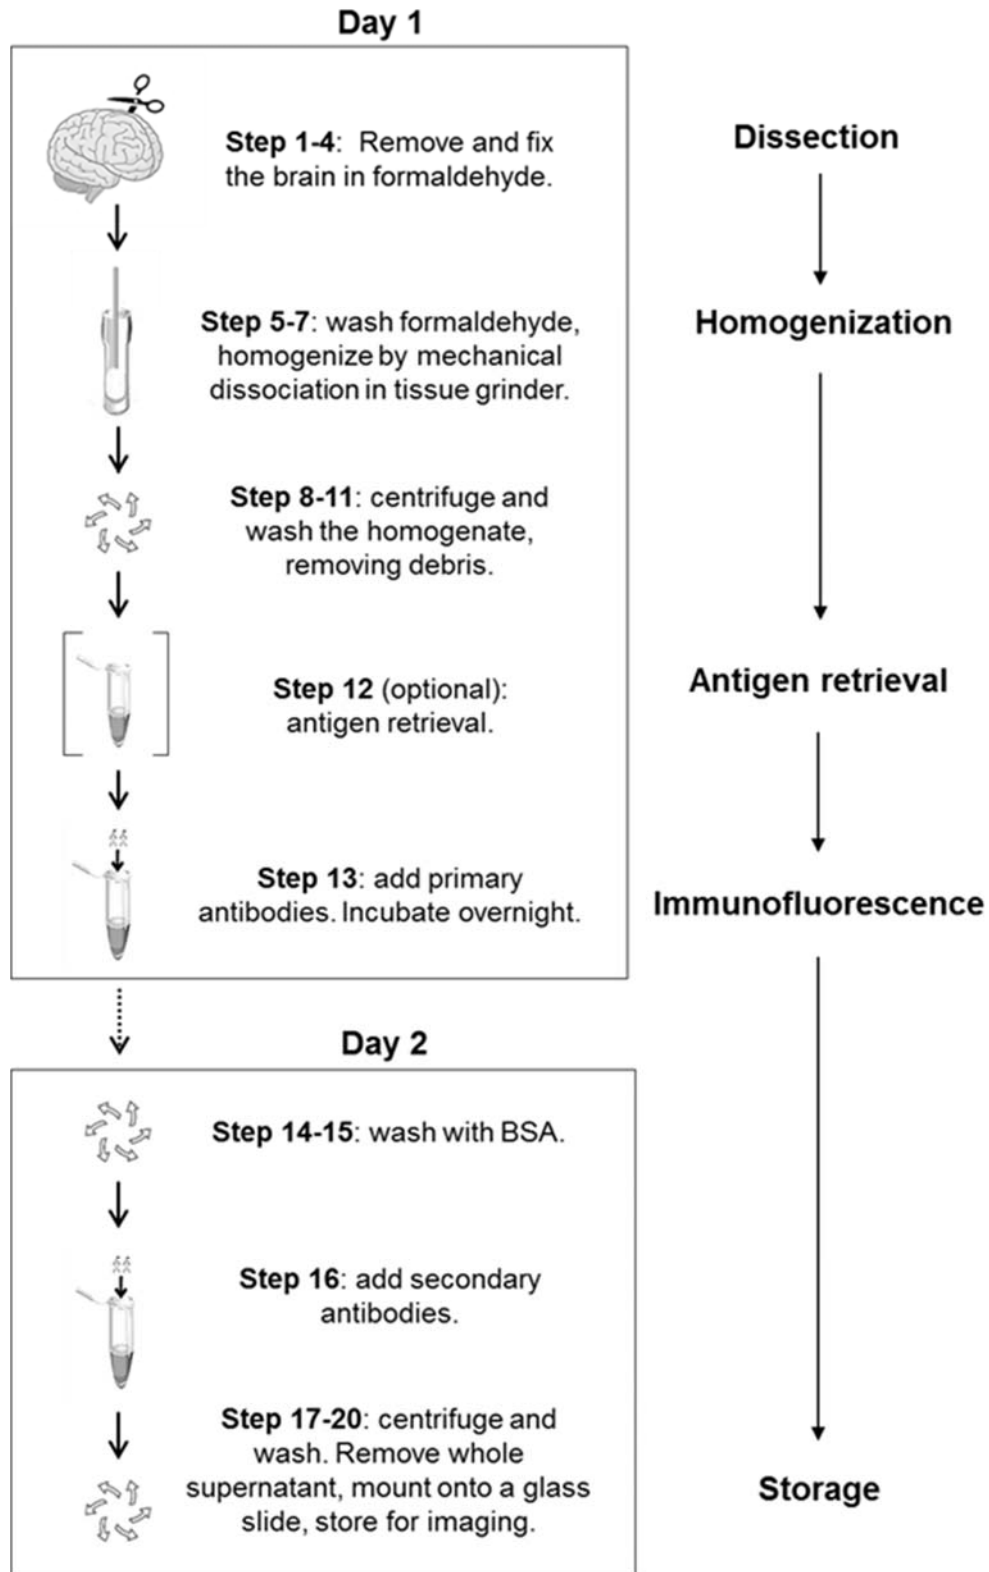 Day 1
Step 1-4: Remove and fix
the brain in formaldehyde.
Dissection
Step 5-7: wash formaldehyde,
homogenize by mechanical
dissociation in tissue grinder.
Homogenization
Step 8-11: centrifuge and
wash the homogenate,
removing debris.
Step 12 (optional):
antigen retrieval.
Antigen retrieval
Step 13: add primary
antibodies. Incubate overnight.
Immunofluorescence
Day 2
Step 14-15: wash with BSA.
Step 16: add secondary
antibodies.
Step 17-20: centrifuge and
wash. Remove whole
supernatant, mount onto a glass
slide, store for imaging.
Storage